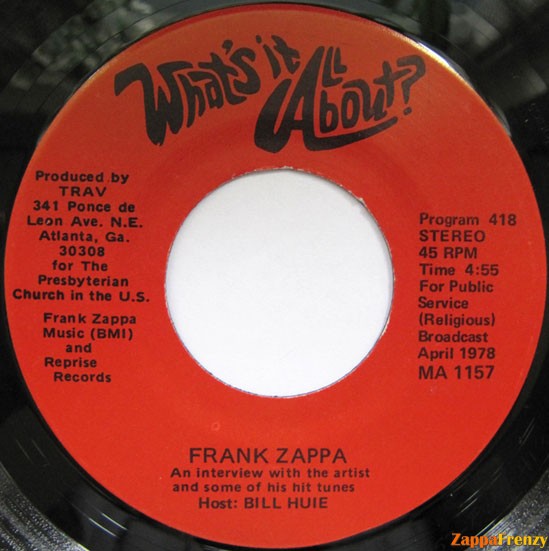 What's it All About?
Produced by
TRAV
341 Ponce de
Leon Ave. N.E.
Atlanta, Ga.
30308
for The
Presbyterian
Church in the U.S.
Frank Zappa
Music (BMI)
and
Reprise
Records
Program 418
STEREO
45 RPM
Time 4:55
For Public
Service
(Religious)
Broadcast
April 1978
MA 1157
FRANK ZAPPA
An interview with the artist
and some of his hit tunes
Host: BILL HUIE
ZappaFrenzy